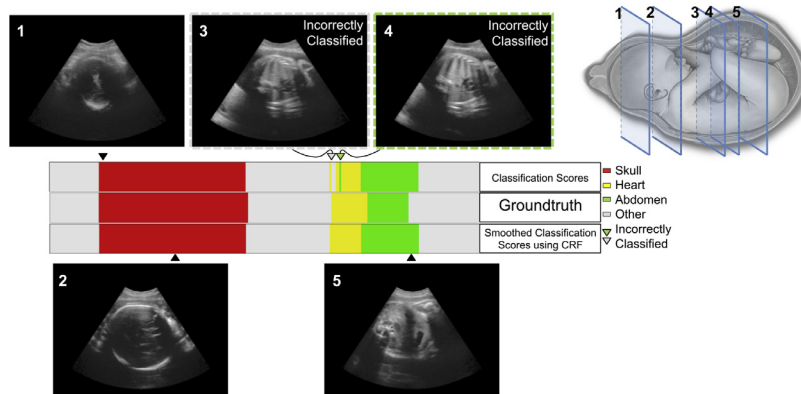 1
3
Incorrectly
Classified
4
Incorrectly
Classified
1 2 3 4 5
Classification Scores
Groundtruth
Smoothed Classification
Scores using CRF
Skull
Heart
Abdomen
Other
Incorrectly
Classified
2
5